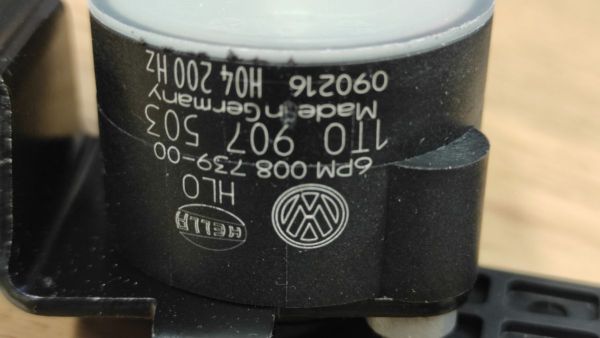 HELLA
HLO
6PM 008 739-00
1T0 907 503
Made in Germany
090216 H04 200 Hz